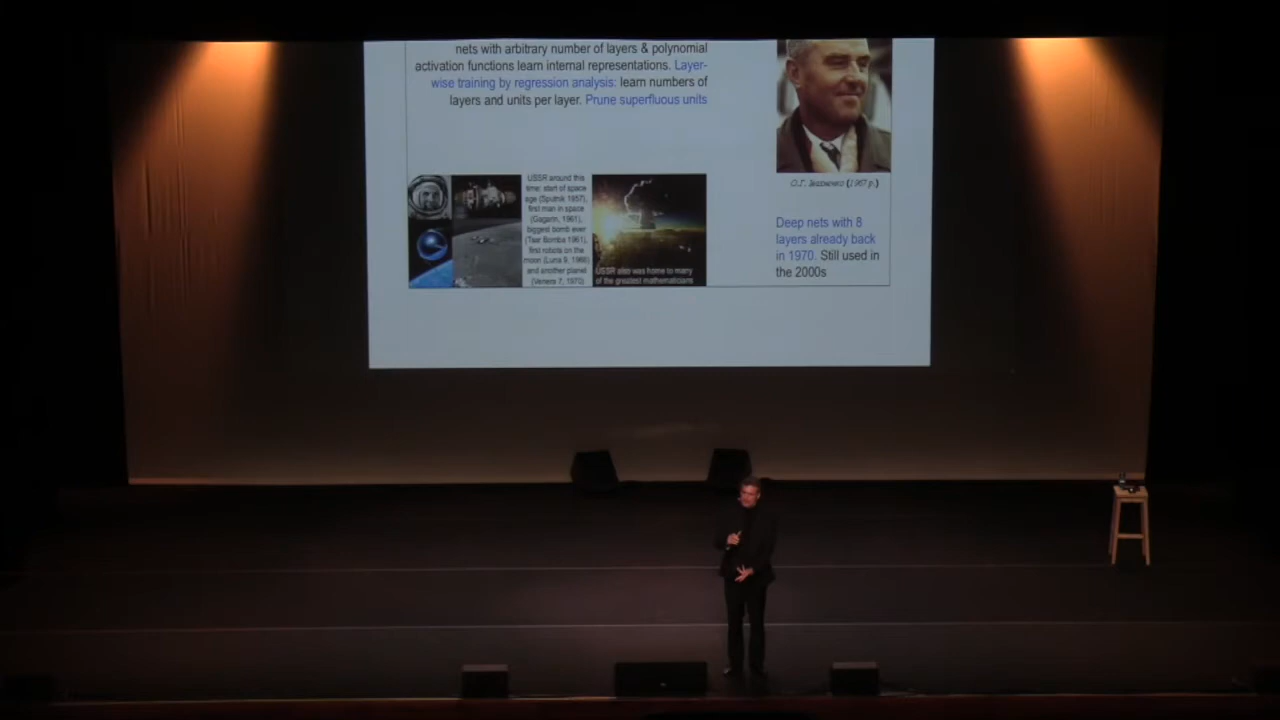 nets with arbitrary number of layers & polynomial
activation functions learn internal representations. Layer-
wise training by regression analysis: learn numbers of
layers and units per layer. Prune superfluous units
USSR around this
time: start of space
age (Sputnik 1957),
first man in space
(Gagarin, 1961),
biggest bomb ever
(Tsar Bomba 1961),
first robots on the
moon (Luna 9, 1966)
and another planet
(Venera 7, 1970)
USSR also was home to many
of the greatest mathematicians
(1967 р.)
Deep nets with 8
layers already back
in 1970. Still used in
the 2000s